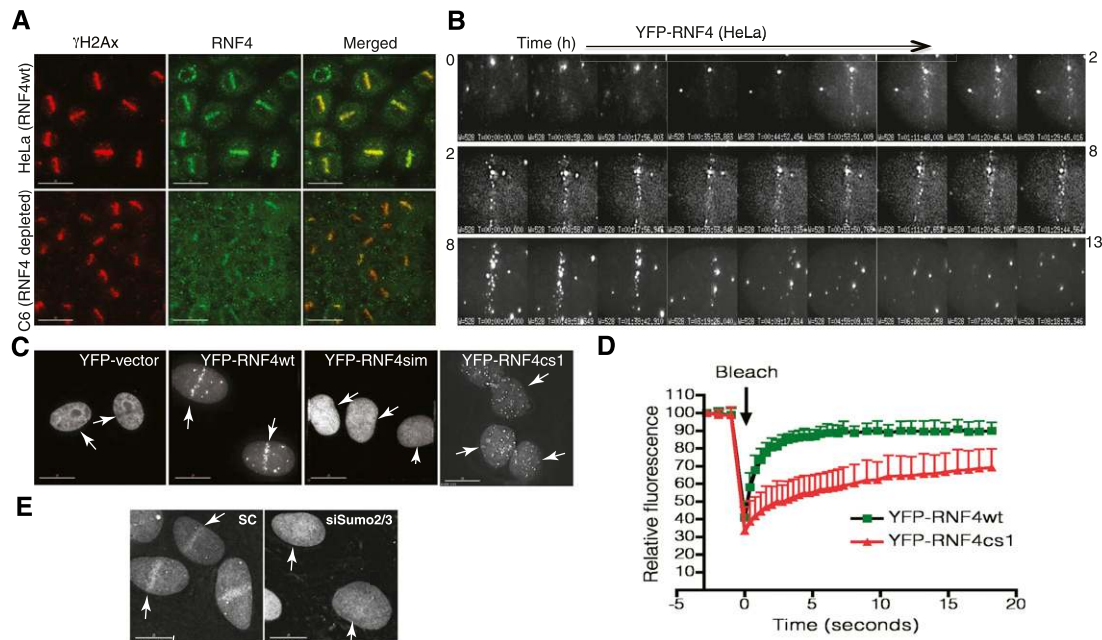 A
γH2Ax
RNF4
Merged
HeLa (RNF4wt)
C6 (RNF4 depleted)
B
Time (h)
YFP-RNF4 (HeLa)
0
2
2
8
8
13
C
YFP-vector
YFP-RNF4wt
YFP-RNF4sim
YFP-RNF4cs1
D
Bleach
110
100
90
80
70
60
50
40
30
20
10
Relative fluorescence
YFP-RNF4wt
YFP-RNF4cs1
-5
0
5
10
15
20
Time (seconds)
E
SC
siSumo2/3